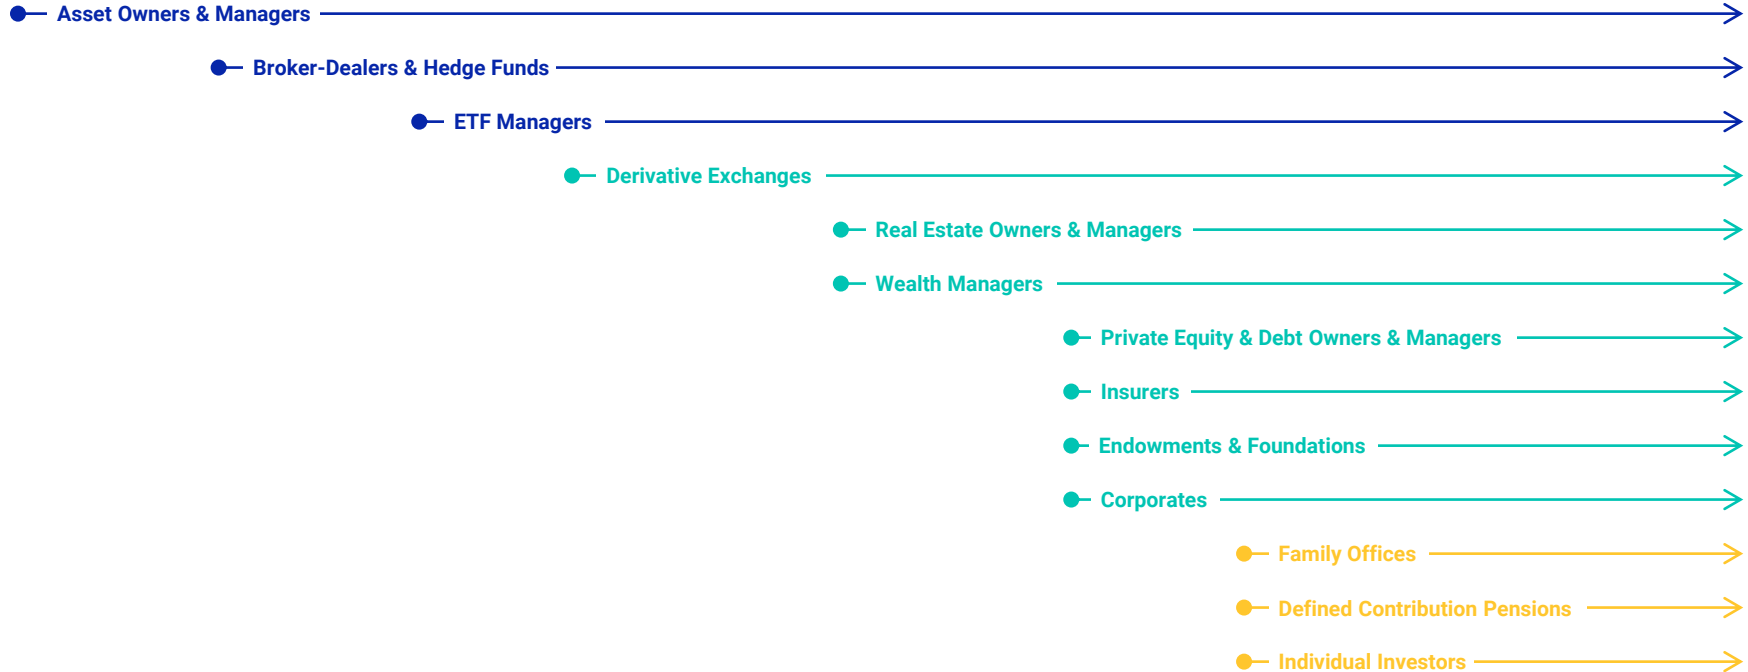 Asset Owners & Managers
Broker-Dealers & Hedge Funds
ETF Managers
Derivative Exchanges
Real Estate Owners & Managers
Wealth Managers
Private Equity & Debt Owners & Managers
Insurers
Endowments & Foundations
Corporates
Family Offices
Defined Contribution Pensions
Individual Investors